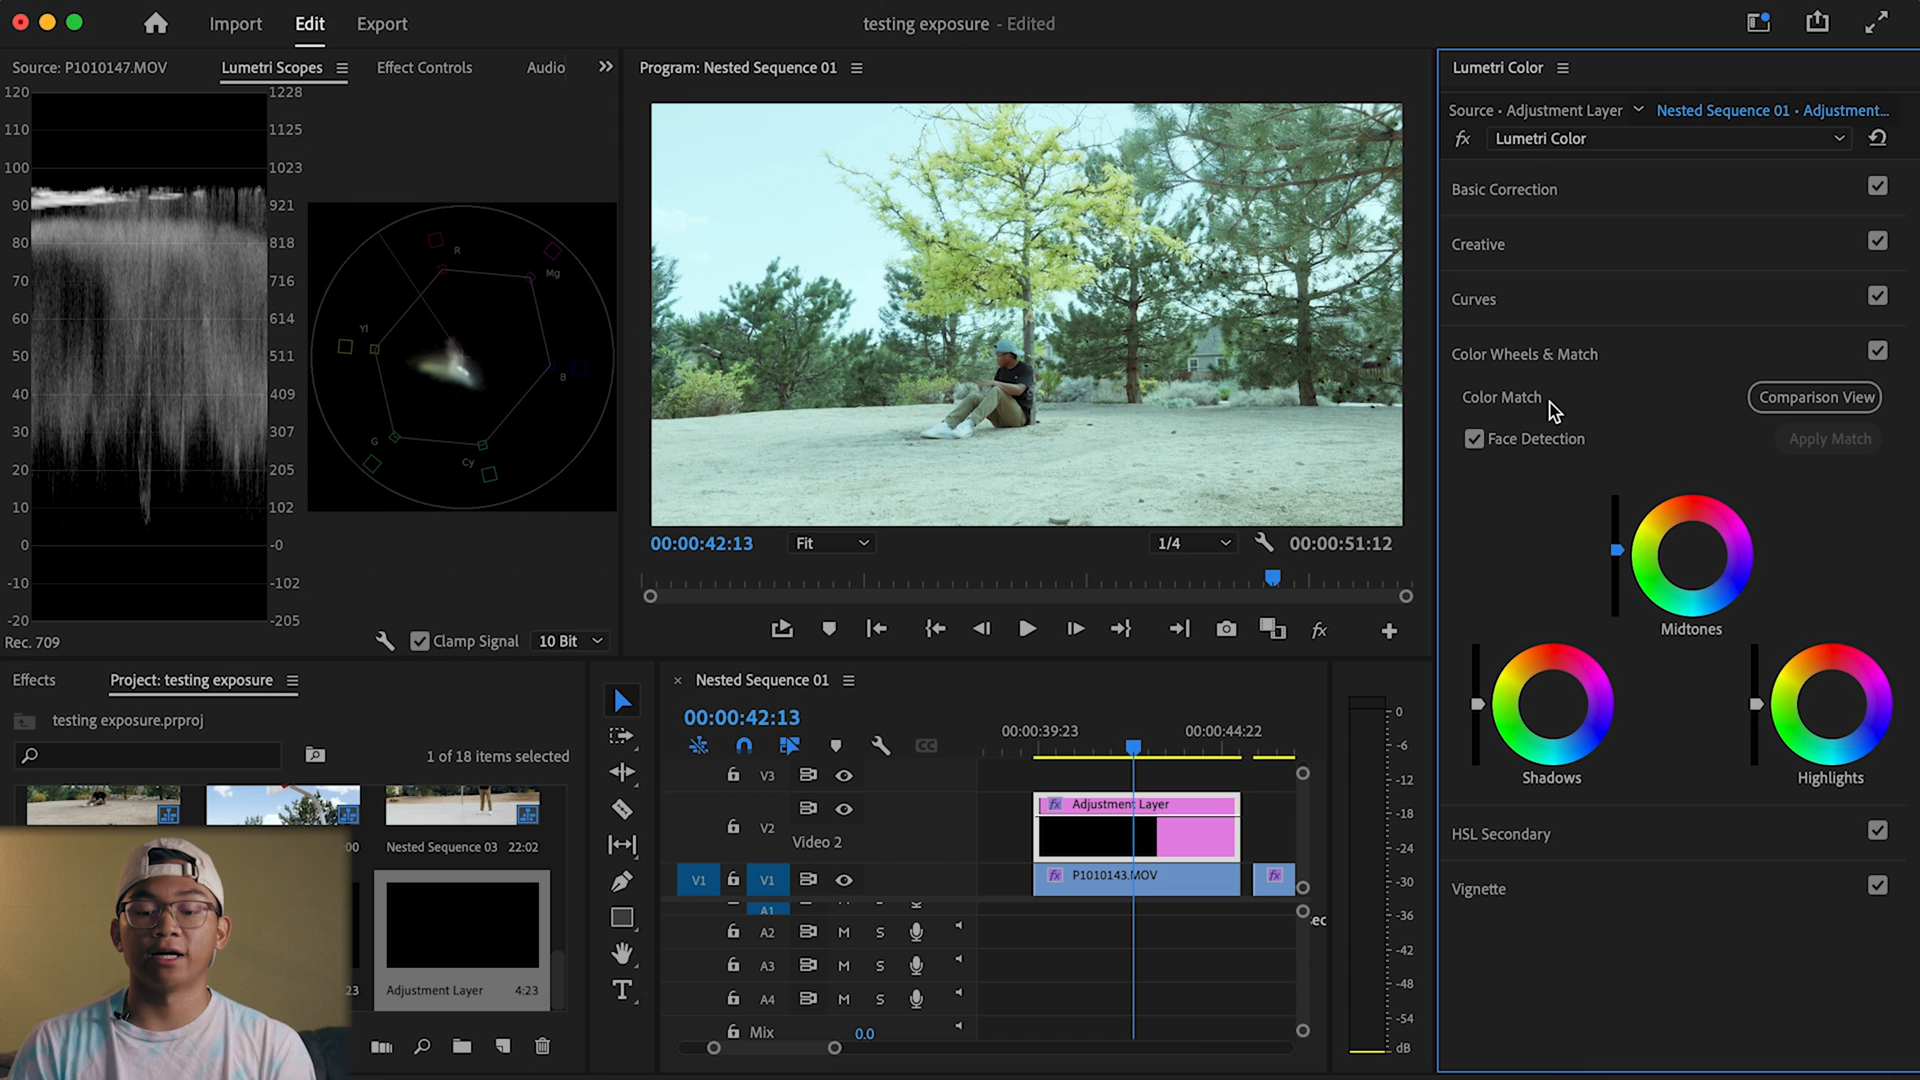 Import
Edit
Export
testing exposure - Edited
Source: P1010147.MOV
Lumetri Scopes
Effect Controls
Audio
Program: Nested Sequence 01
Lumetri Color
120
1228
110
1125
100
1023
90
921
80
818
70
716
60
614
50
511
40
409
30
307
20
205
10
102
0
-0
-10
-102
-20
-205
R
Mg
Yl
B
G
Cy
Rec. 709
Clamp Signal
10 Bit
00:00:42:13
Fit
1/4
00:00:51:12
Source • Adjustment Layer
Nested Sequence 01 • Adjustment...
fx
Lumetri Color
Basic Correction
Creative
Curves
Color Wheels & Match
Color Match
Comparison View
Face Detection
Apply Match
Midtones
Shadows
Highlights
HSL Secondary
Vignette
fx
Effects
Project: testing exposure
testing exposure.prproj
1 of 18 items selected
:00
Nested Sequence 03
22:02
23
Adjustment Layer
4:23
T
Nested Sequence 01
00:00:42:13
CC
00:00:39:23
00:00:44:22
V3
V2
Video 2
fx
Adjustment Layer
V1
V1
fx
P1010143.MOV
fx
A1
A2
M
S
A3
M
S
A4
M
S
Mix
0.0
ec
0
-6
-12
-18
-24
-30
-36
-42
-48
-54
dB